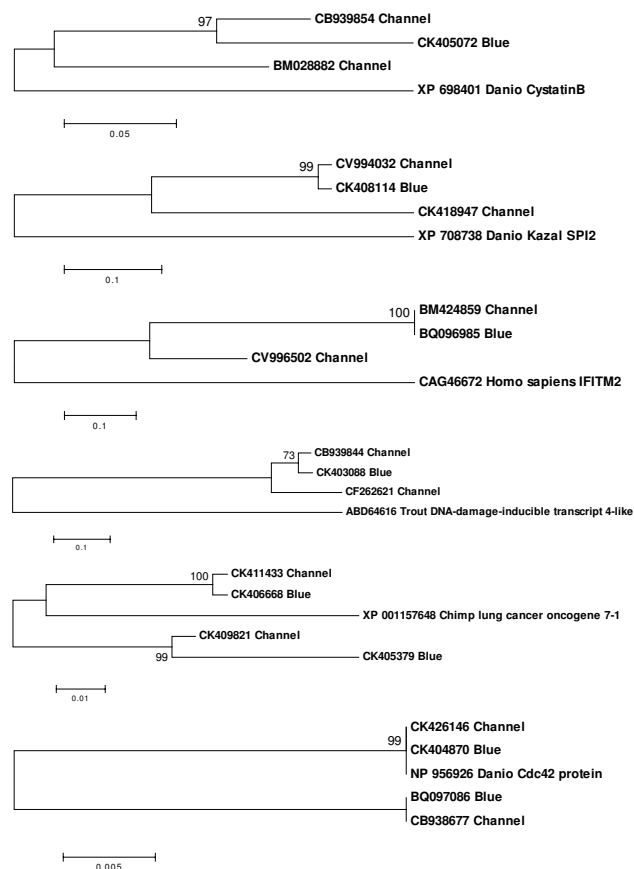 97
CB939854 Channel
CK405072 Blue
BM028882 Channel
XP 698401 Danio CystatinB
0.05
99
CV994032 Channel
CK408114 Blue
CK418947 Channel
XP 708738 Danio Kazal SPI2
0.1
100
BM424859 Channel
BQ096985 Blue
CV996502 Channel
CAG46672 Homo sapiens IFITM2
0.1
73
CB939844 Channel
CK403088 Blue
CF262621 Channel
ABD64616 Trout DNA-damage-inducible transcript 4-like
0.1
100
CK411433 Channel
CK406668 Blue
XP 001157648 Chimp lung cancer oncogene 7-1
CK409821 Channel
99
CK405379 Blue
0.01
CK426146 Channel
99
CK404870 Blue
NP 956926 Danio Cdc42 protein
BQ097086 Blue
CB938677 Channel
0.005